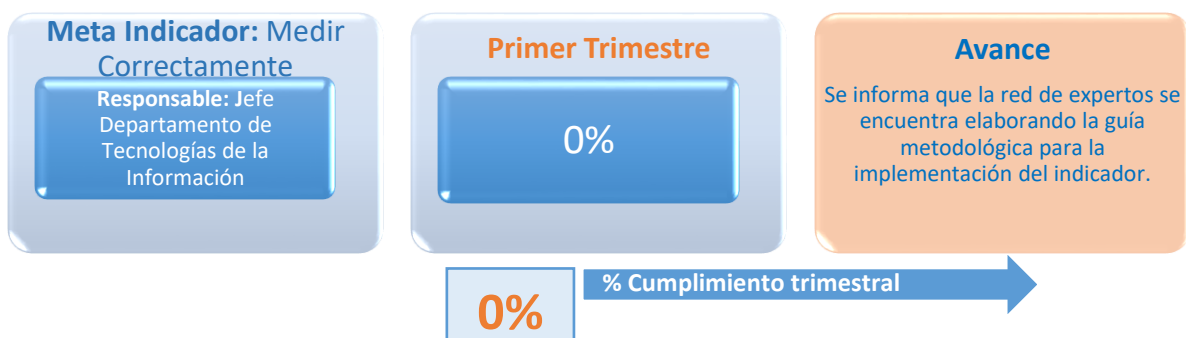 Meta Indicador: Medir
Correctamente
Responsable: Jefe
Departamento de
Tecnologías de la
Información
Primer Trimestre
0%
Avance
Se informa que la red de expertos se
encuentra elaborando la guía
metodológica para la
implementación del indicador.
0%
% Cumplimiento trimestral